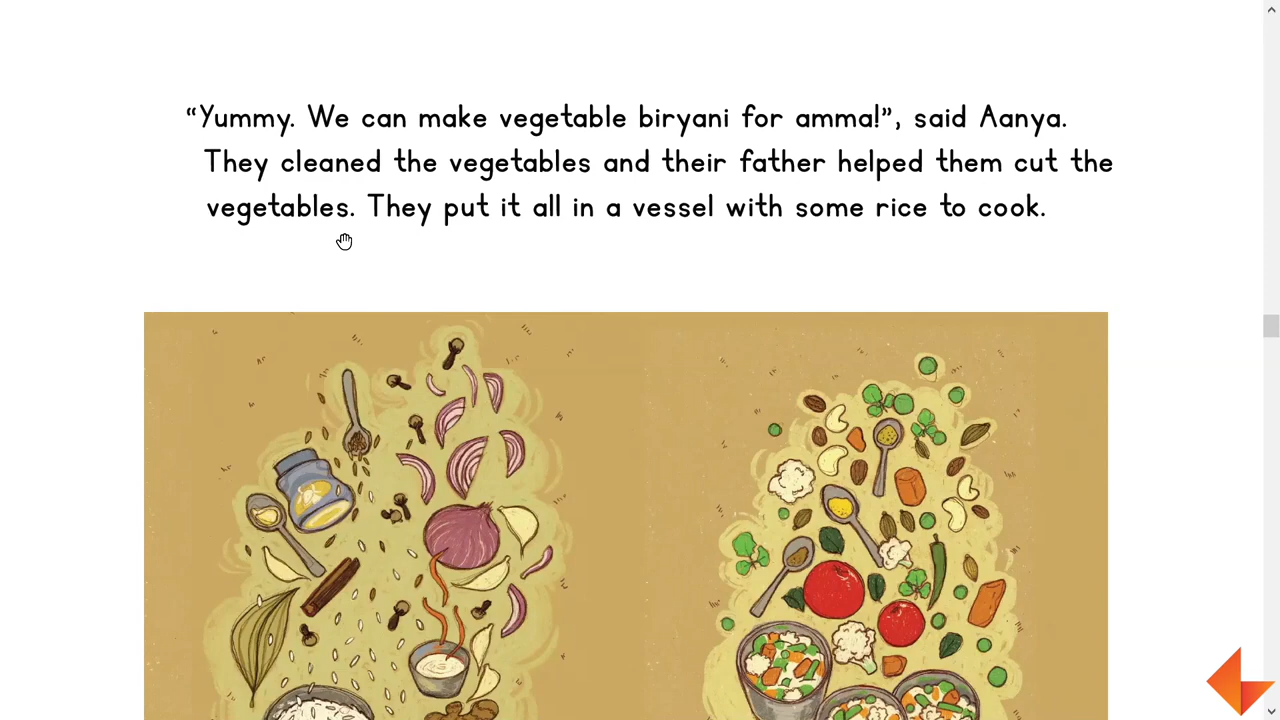 “Yummy. We can make vegetable biryani for amma!”, said Aanya.
They cleaned the vegetables and their father helped them cut the
vegetables. They put it all in a vessel with some rice to cook.